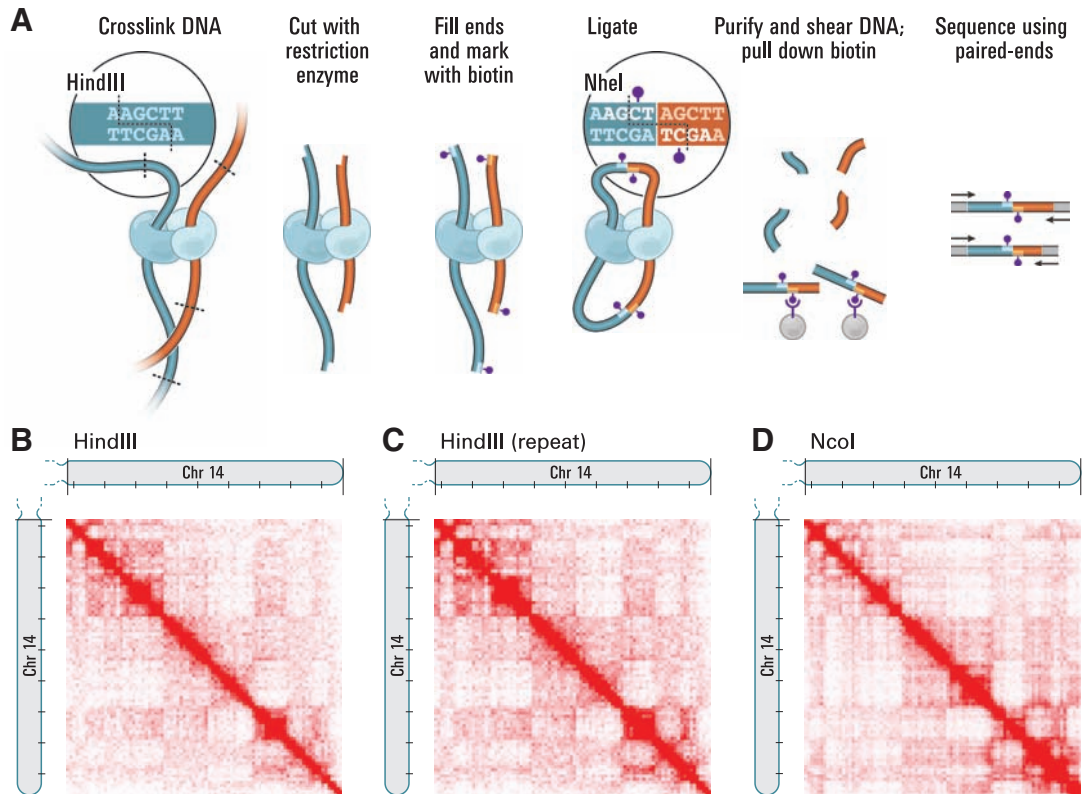 A
Crosslink DNA
Cut with
restriction
enzyme
Fill ends
and mark
with biotin
Ligate
Purify and shear DNA;
pull down biotin
Sequence using
paired-ends
HindIII
AAGCTT
TTCGAA
NheI
AAGCT AGCTT
TTCGA TCGAA
B HindIII
Chr 14
Chr 14
C HindIII (repeat)
Chr 14
Chr 14
D NcoI
Chr 14
Chr 14